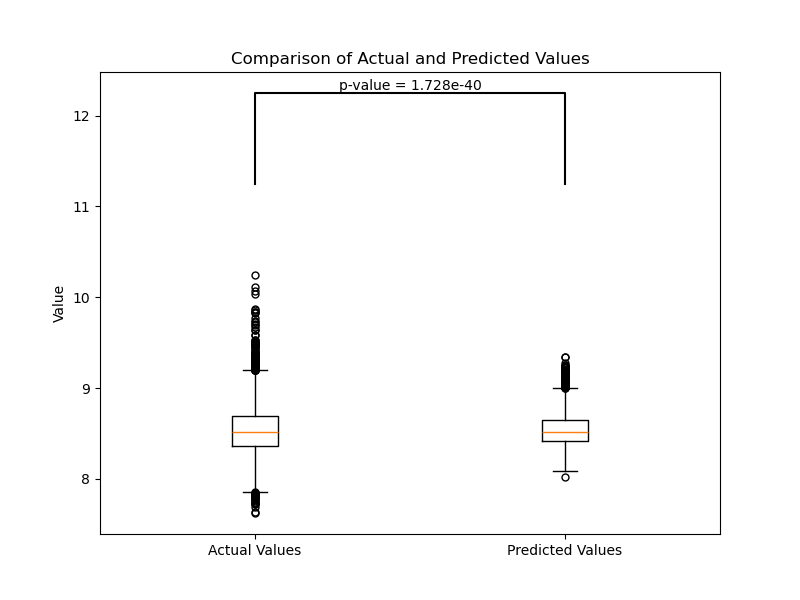 Comparison of Actual and Predicted Values
p-value = 1.728e-40
12
11
10
9
8
Value
Actual Values
Predicted Values